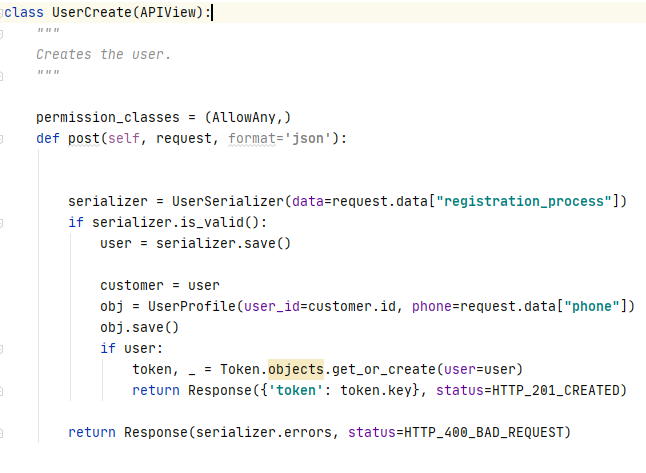 class UserCreate(APIView):
    """
    Creates the user.
    """
    permission_classes = (AllowAny,)
    def post(self, request, format='json'):
        serializer = UserSerializer(data=request.data["registration_process"])
        if serializer.is_valid():
            user = serializer.save()
            customer = user
            obj = UserProfile(user_id=customer.id, phone=request.data["phone"])
            obj.save()
            if user:
                token, _ = Token.objects.get_or_create(user=user)
                return Response({'token': token.key}, status=HTTP_201_CREATED)
        return Response(serializer.errors, status=HTTP_400_BAD_REQUEST)